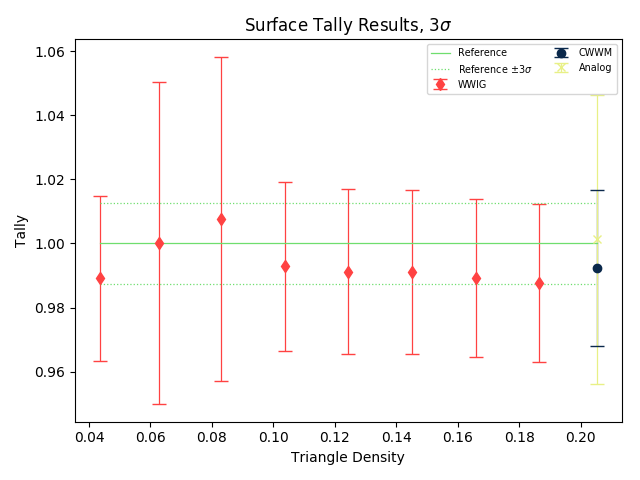 Surface Tally Results, 3σ
Reference
Reference ±3σ
WWIG
CWWM
Analog
Tally
1.06
1.04
1.02
1.00
0.98
0.96
0.04
0.06
0.08
0.10
0.12
0.14
0.16
0.18
0.20
Triangle Density